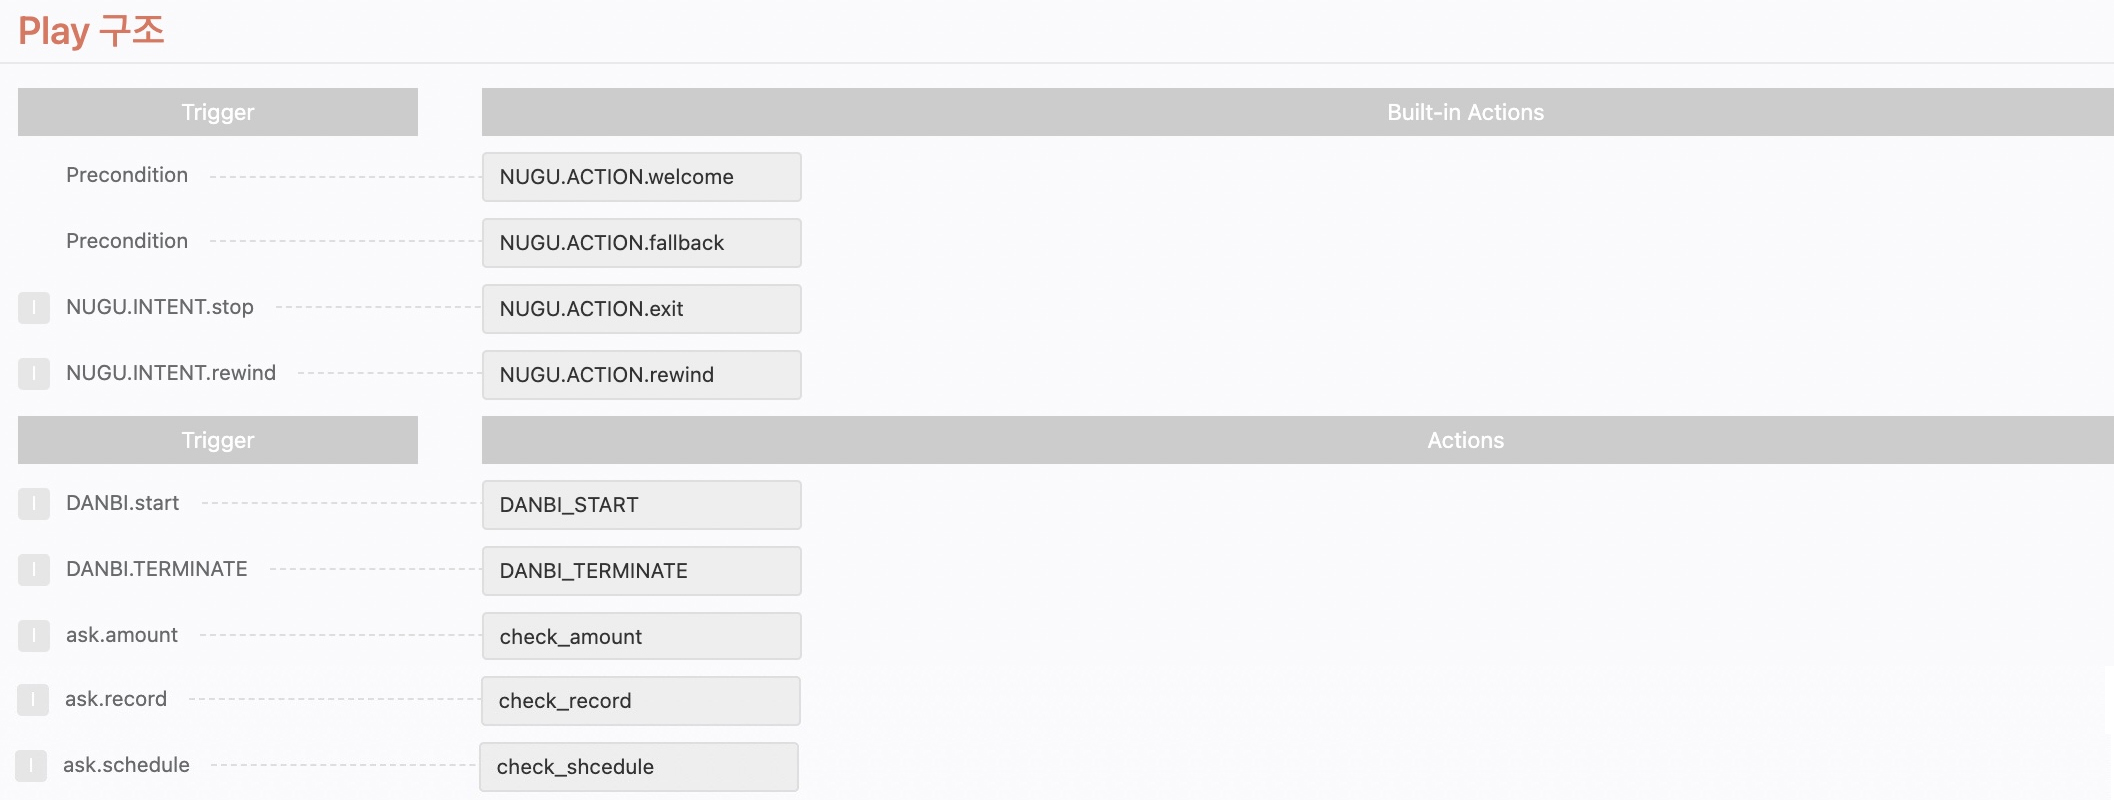 Play 구조
Trigger Built-in Actions
Precondition NUGU.ACTION.welcome
Precondition NUGU.ACTION.fallback
I NUGU.INTENT.stop NUGU.ACTION.exit
I NUGU.INTENT.rewind NUGU.ACTION.rewind
Trigger Actions
I DANBI.start DANBI_START
I DANBI.TERMINATE DANBI_TERMINATE
I ask.amount check_amount
I ask.record check_record
I ask.schedule check_shcedule